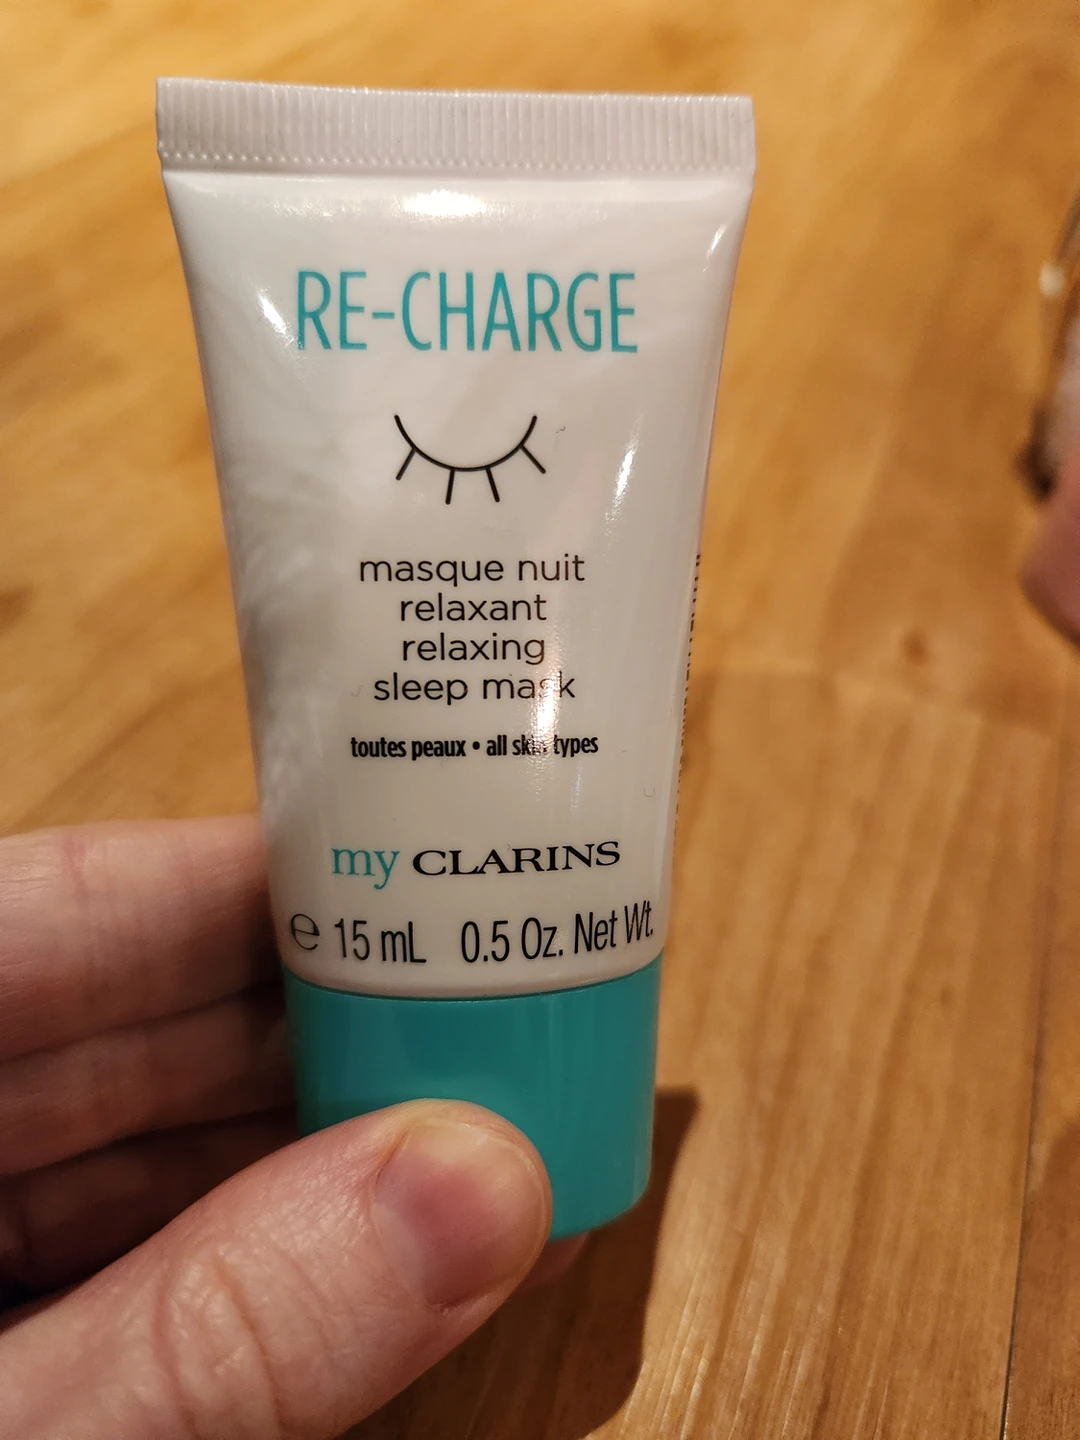 RE-CHARGE
masque nuit
relaxant
relaxing
sleep mask
toutes peaux • all skin types
my CLARINS
℮ 15 mL 0.5 Oz. Net Wt.